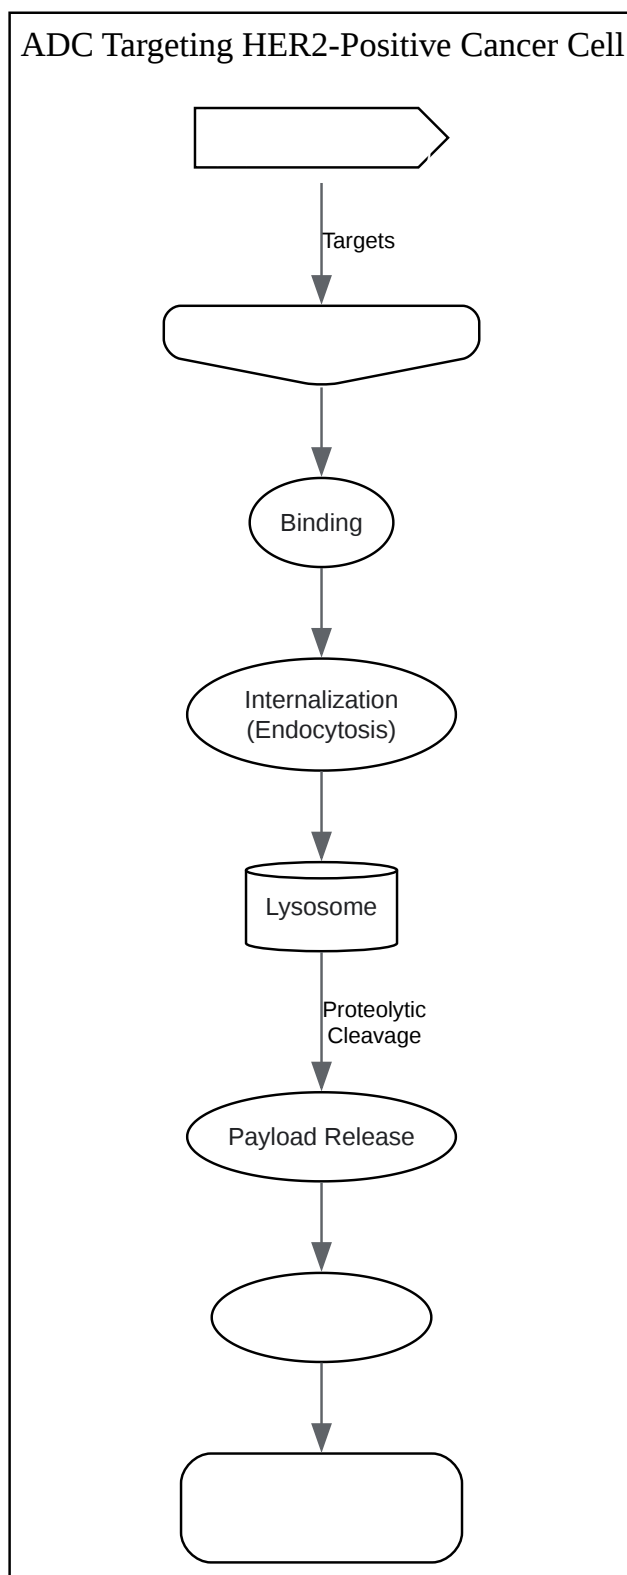 ADC Targeting HER2-Positive Cancer Cell
Targets
Binding
Internalization
(Endocytosis)
Lysosome
Proteolytic
Cleavage
Payload Release